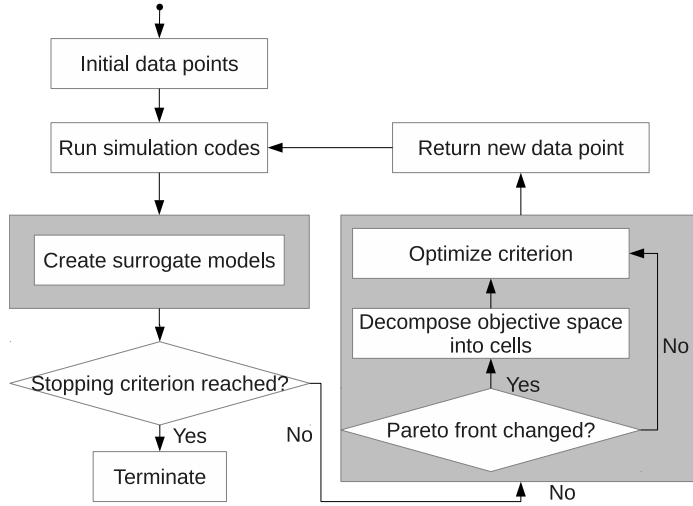 Initial data points
Run simulation codes
Return new data point
Create surrogate models
Optimize criterion
Decompose objective space
into cells
No
Stopping criterion reached?
Yes
Pareto front changed?
Yes
No
Terminate
No